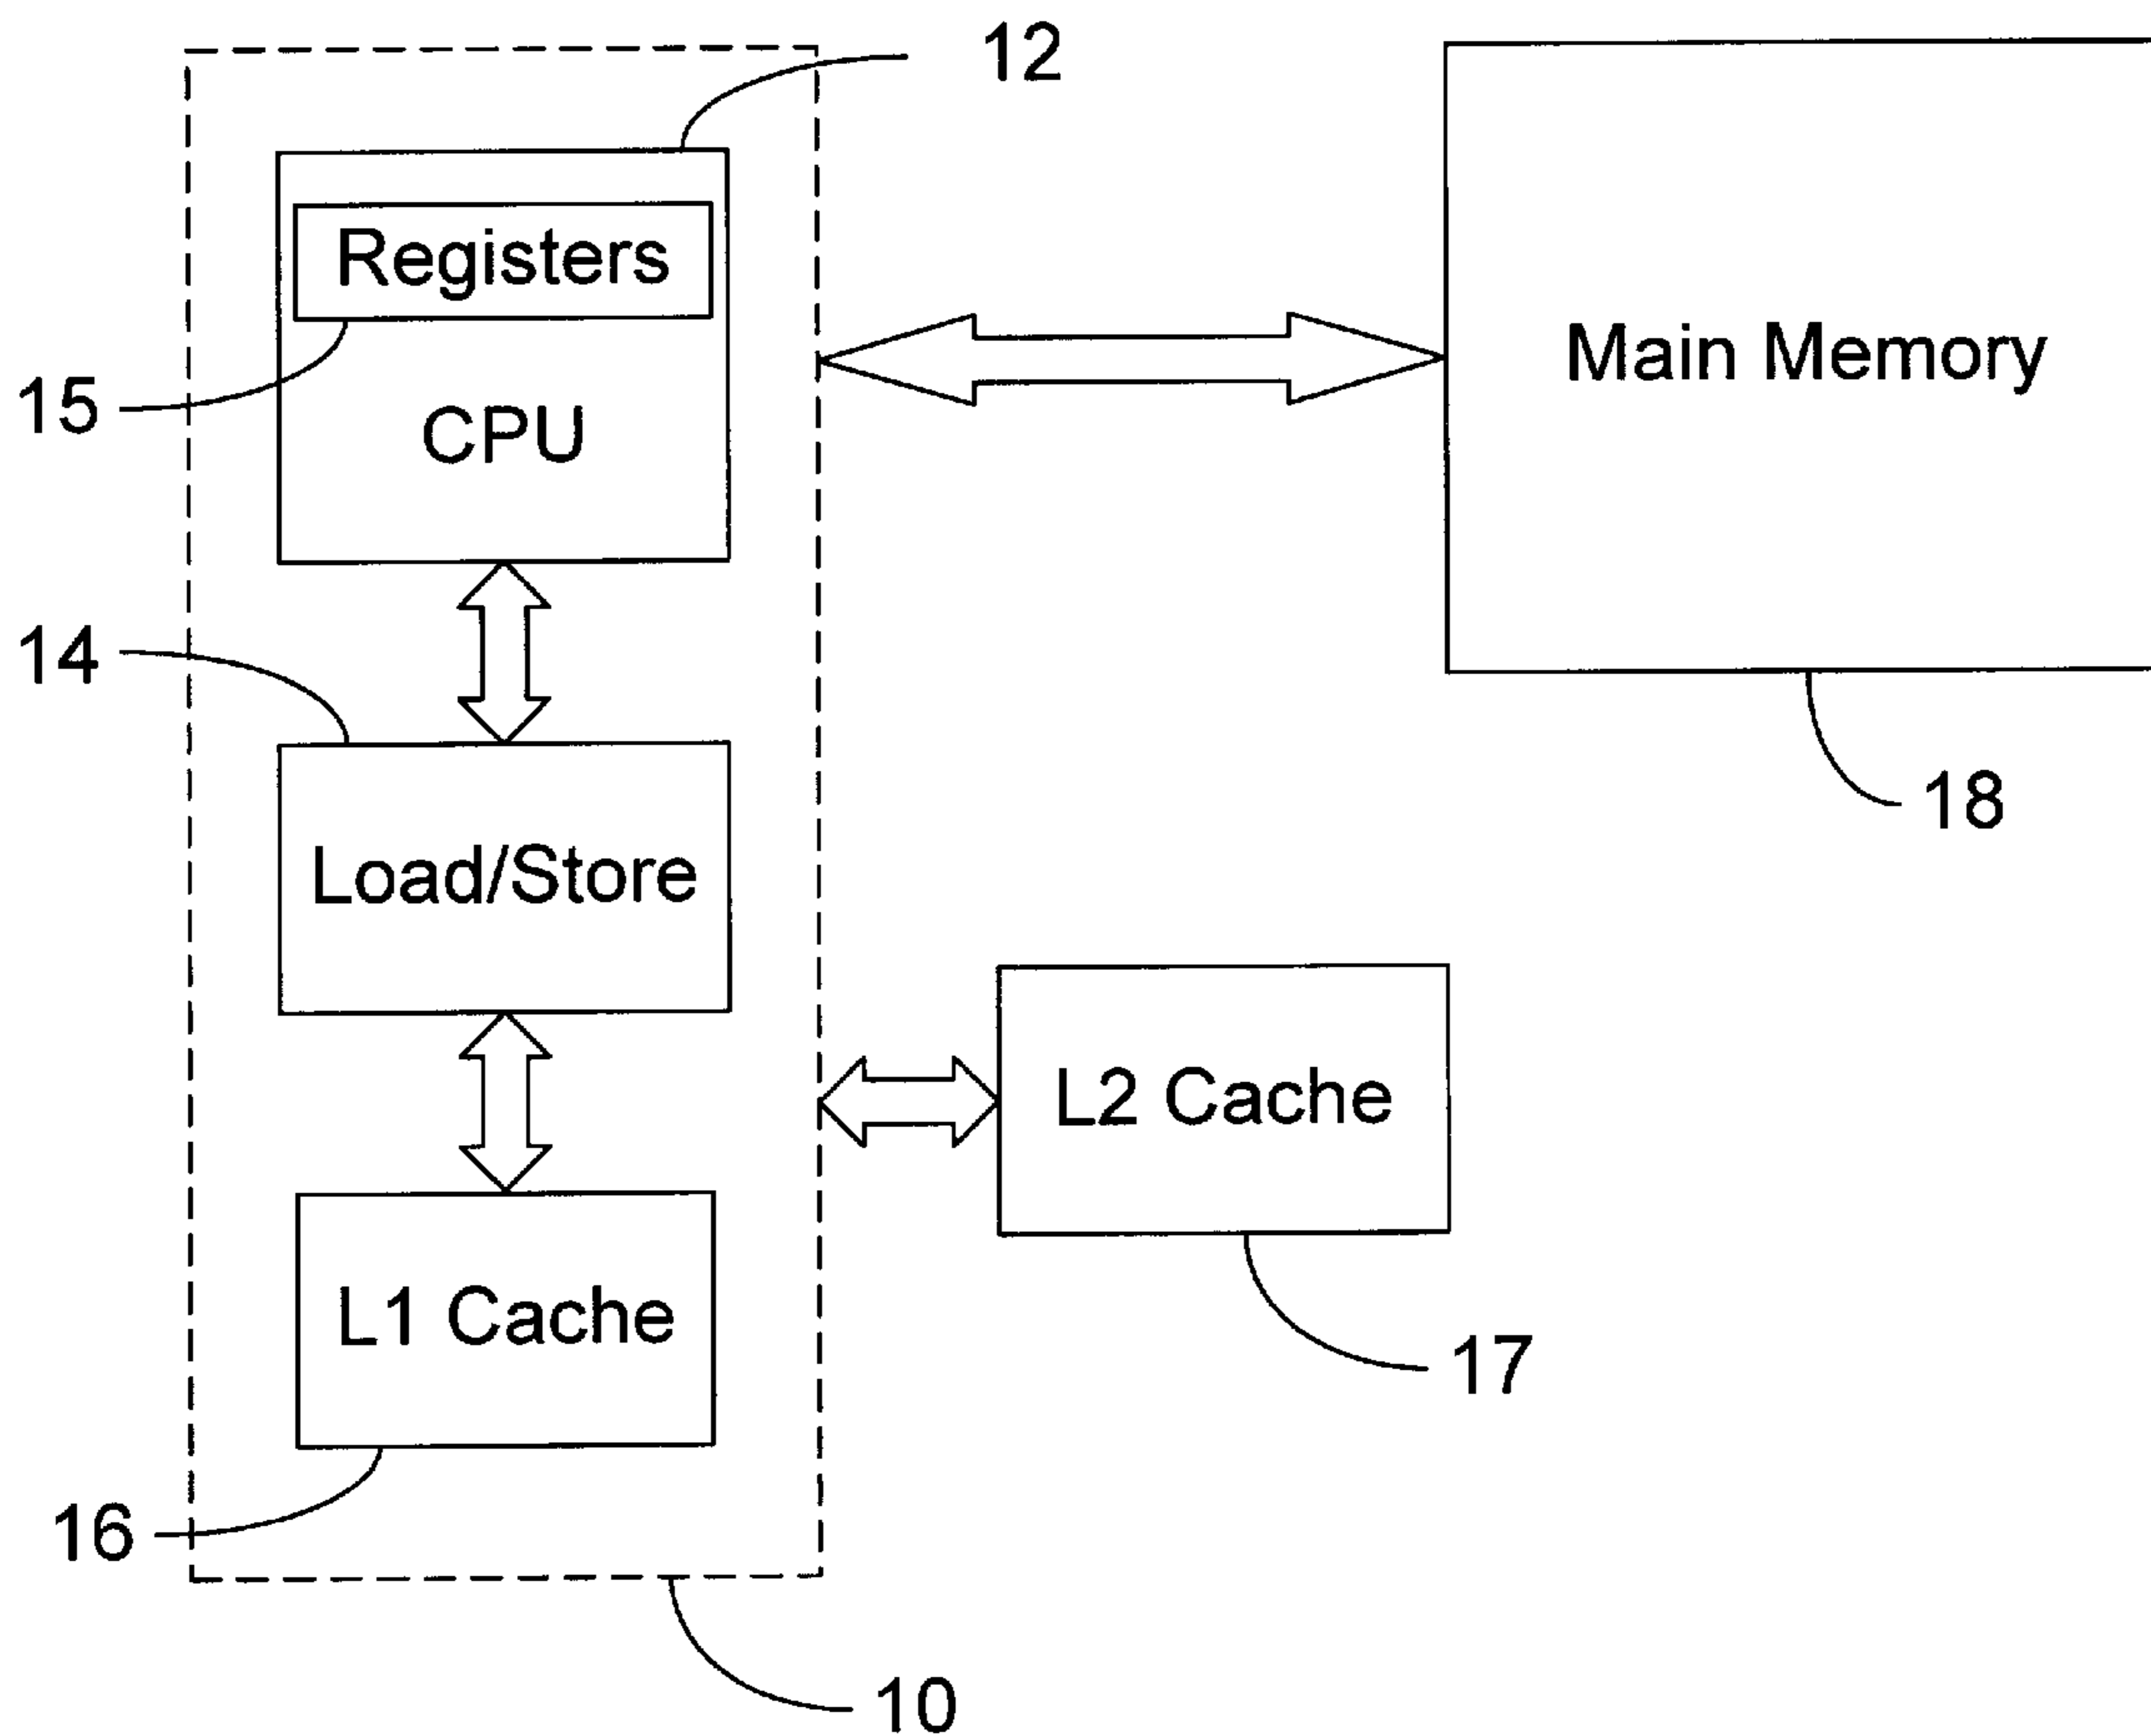 12
Registers
Main Memory
15
CPU
14
18
Load/Store
L2 Cache
L1 Cache
17
16
10